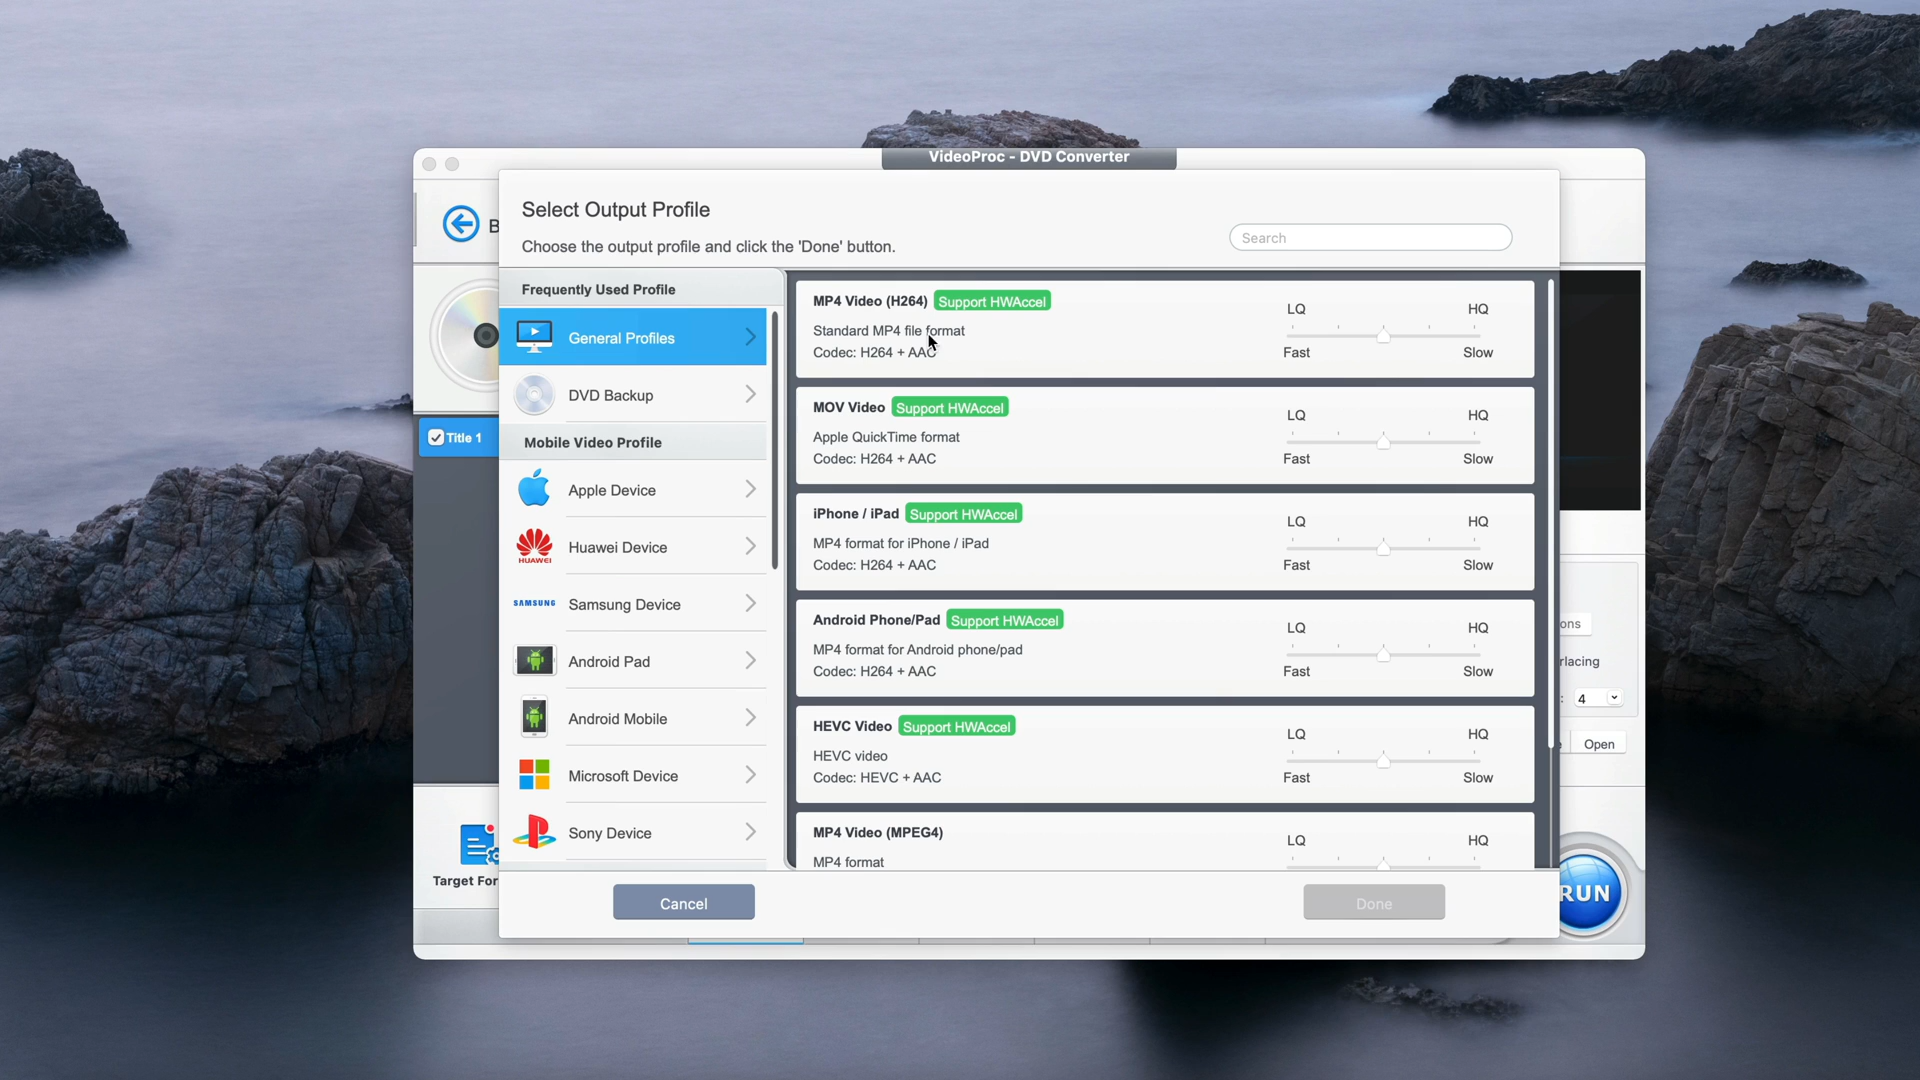 VideoProc - DVD Converter
Select Output Profile
Choose the output profile and click the 'Done' button.
Search
Frequently Used Profile
General Profiles
DVD Backup
Mobile Video Profile
Apple Device
HUAWEI
Huawei Device
SAMSUNG
Samsung Device
Android Pad
Android Mobile
Microsoft Device
Sony Device
MP4 Video (H264) Support HWAccel
Standard MP4 file format
Codec: H264 + AAC
LQ HQ
Fast Slow
MOV Video Support HWAccel
Apple QuickTime format
Codec: H264 + AAC
LQ HQ
Fast Slow
iPhone / iPad Support HWAccel
MP4 format for iPhone / iPad
Codec: H264 + AAC
LQ HQ
Fast Slow
Android Phone/Pad Support HWAccel
MP4 format for Android phone/pad
Codec: H264 + AAC
LQ HQ
Fast Slow
HEVC Video Support HWAccel
HEVC video
Codec: HEVC + AAC
LQ HQ
Fast Slow
MP4 Video (MPEG4)
MP4 format
LQ HQ
Cancel
Done
B
Title 1
Target For
ons
rlacing
: 4
e Open
RUN